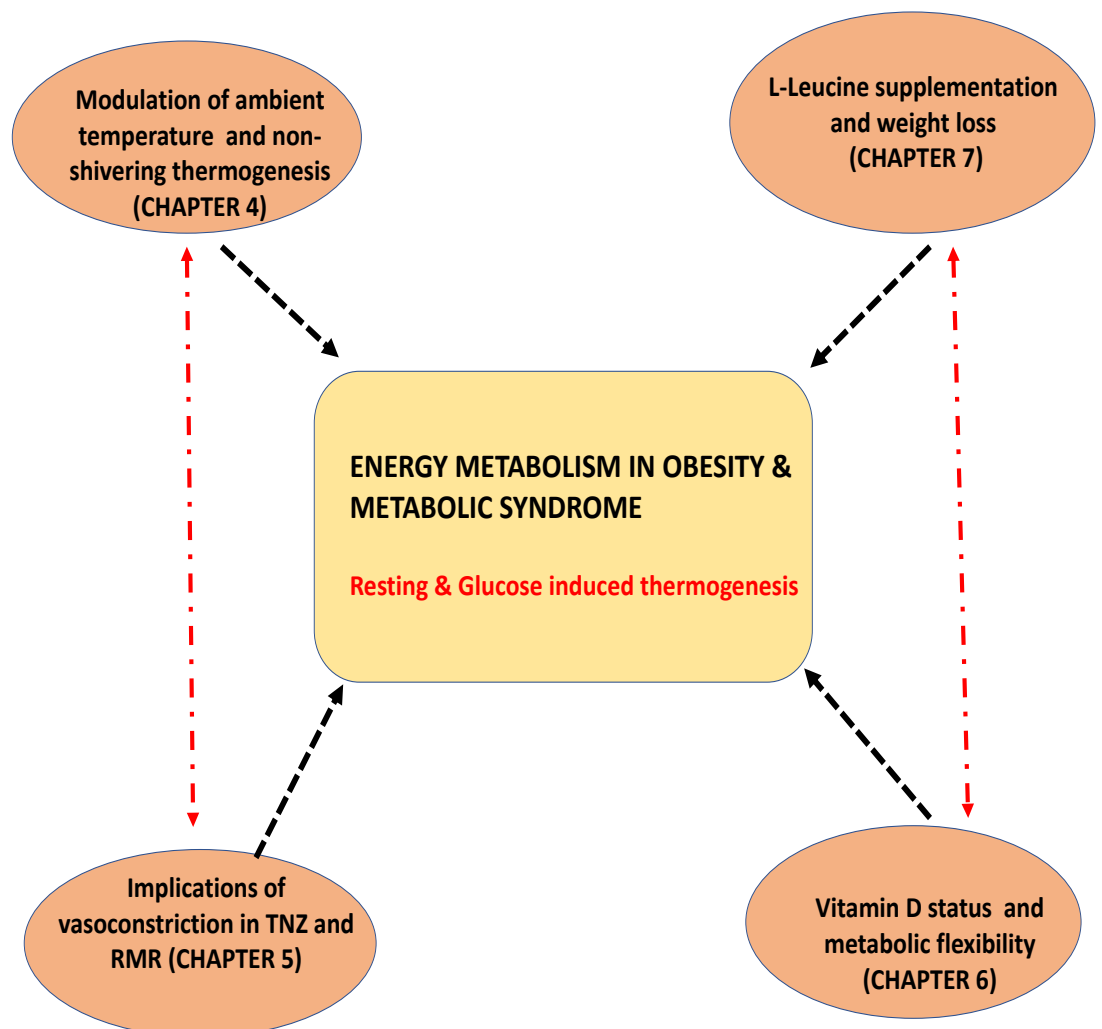 Modulation of ambient
temperature and non-
shivering thermogenesis
(CHAPTER 4)
L-Leucine supplementation
and weight loss
(CHAPTER 7)
ENERGY METABOLISM IN OBESITY &
METABOLIC SYNDROME
Resting & Glucose induced thermogenesis
Implications of
vasoconstriction in TNZ and
RMR (CHAPTER 5)
Vitamin D status and
metabolic flexibility
(CHAPTER 6)